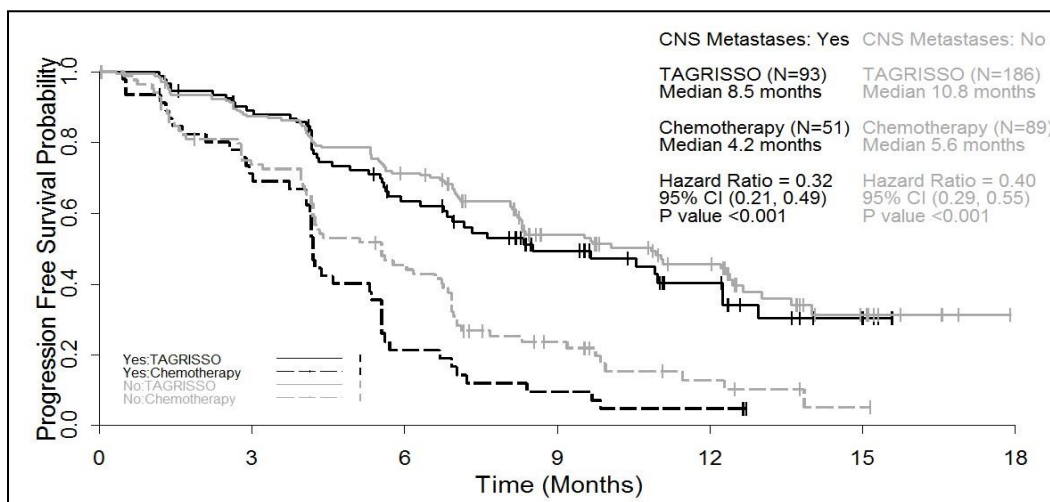 CNS Metastases: Yes CNS Metastases: No
TAGRISSO (N=93) TAGRISSO (N=186)
Median 8.5 months Median 10.8 months
Chemotherapy (N=51) Chemotherapy (N=89)
Median 4.2 months Median 5.6 months
Hazard Ratio = 0.32 Hazard Ratio = 0.40
95% CI (0.21, 0.49) 95% CI (0.29, 0.55)
P value <0.001 P value <0.001
Progression Free Survival Probability
1.0
0.8
0.6
0.4
0.2
0.0
Yes:TAGRISSO
Yes:Chemotherapy
No:TAGRISSO
No:Chemotherapy
0 3 6 9 12 15 18
Time (Months)